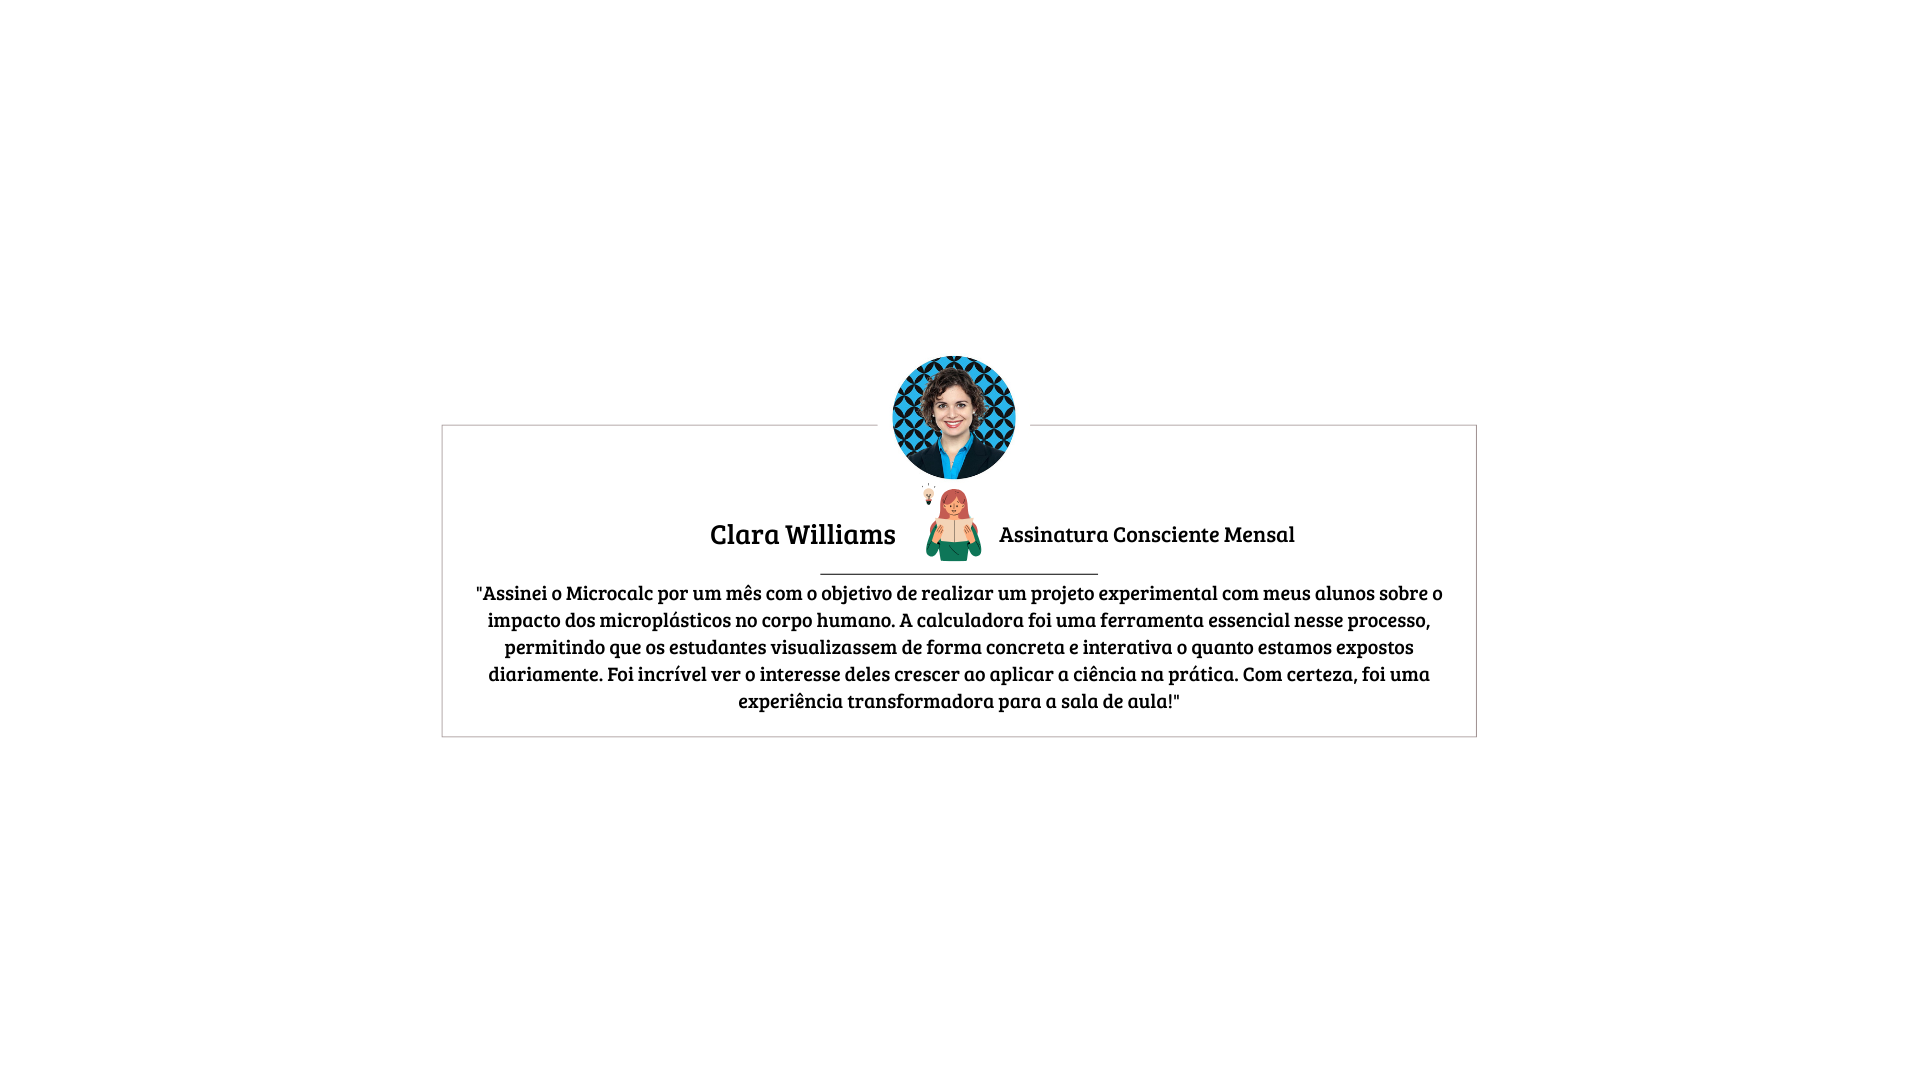 Clara Williams
Assinatura Consciente Mensal
"Assinei o Microcalc por um mês com o objetivo de realizar um projeto experimental com meus alunos sobre o
impacto dos microplásticos no corpo humano. A calculadora foi uma ferramenta essencial nesse processo,
permitindo que os estudantes visualizassem de forma concreta e interativa o quanto estamos expostos
diariamente. Foi incrível ver o interesse deles crescer ao aplicar a ciência na prática. Com certeza, foi uma
experiência transformadora para a sala de aula!"